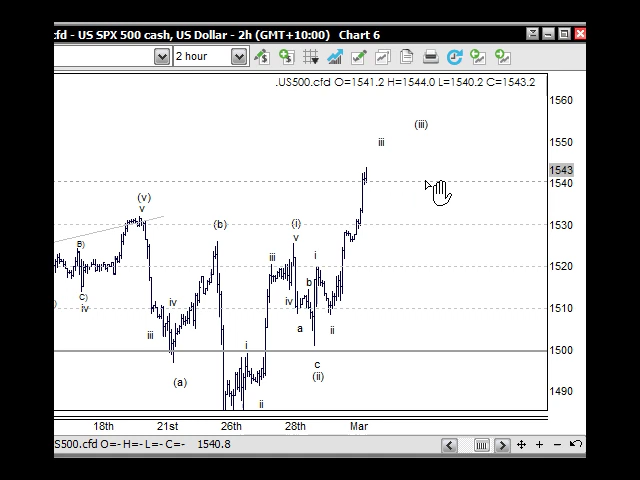 cfd - US SPX 500 cash, US Dollar - 2h (GMT+10:00) Chart 6
2 hour
.US500.cfd O=1541.2 H=1544.0 L=1540.2 C=1543.2
1560
(iii)
iii
1550
1543
1540
(v)
v
(b)
(i)
v
1530
B)
iii
i
1520
C)
iv
iv
iv
b
1510
iii
a
ii
1500
i
c
(a)
(ii)
1490
ii
18th 21st 26th 28th Mar
S500.cfd O=- H=- L=- C=- 1540.8